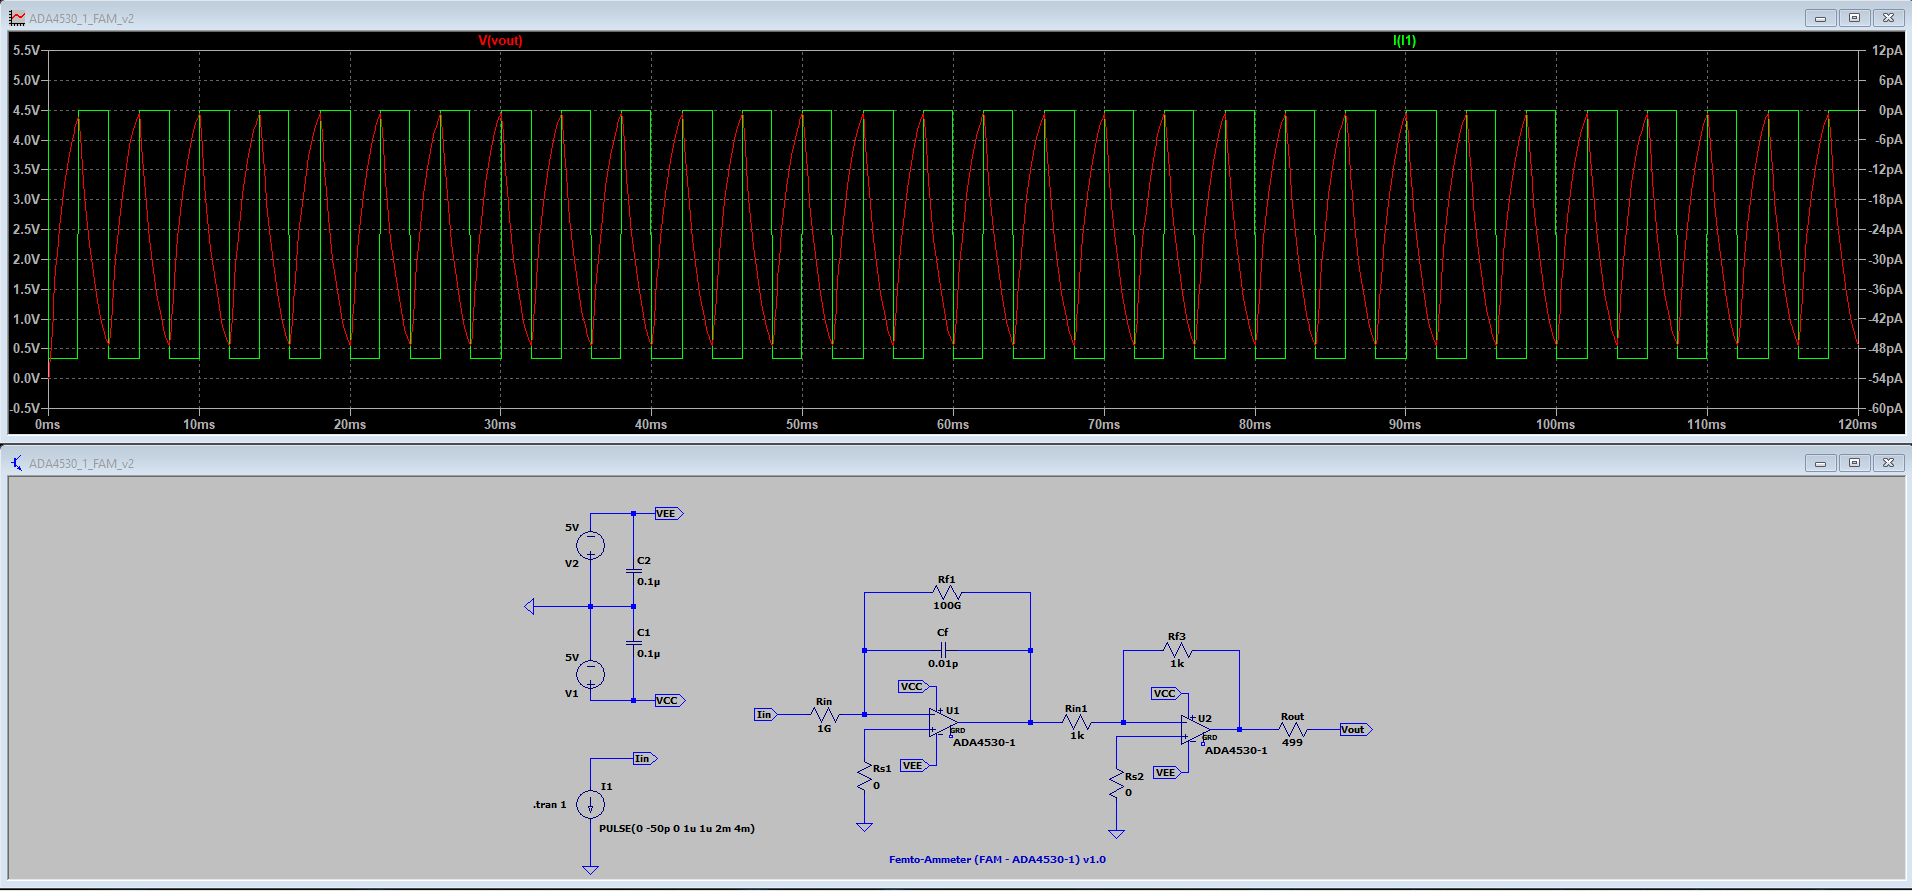 ADA4530_1_FAM_v2
V(vout)
I(I1)
5.5V
5.0V
4.5V
4.0V
3.5V
3.0V
2.5V
2.0V
1.5V
1.0V
0.5V
0.0V
-0.5V
12pA
6pA
0pA
-6pA
-12pA
-18pA
-24pA
-30pA
-36pA
-42pA
-48pA
-54pA
-60pA
0ms 10ms 20ms 30ms 40ms 50ms 60ms 70ms 80ms 90ms 100ms 110ms 120ms
ADA4530_1_FAM_v2
VEE
5V
V2
C2
0.1µ
C1
0.1µ
5V
V1
VCC
Iin
I1
.tran 1
PULSE(0 -50p 0 1u 1u 2m 4m)
Rf1
100G
Cf
0.01p
VCC
Iin
Rin
1G
U1
GRD
ADA4530-1
VEE
Rs1
0
Rin1
1k
Rf3
1k
VCC
U2
GRD
ADA4530-1
VEE
Rs2
0
Rout
499
Vout
Femto-Ammeter (FAM - ADA4530-1) v1.0